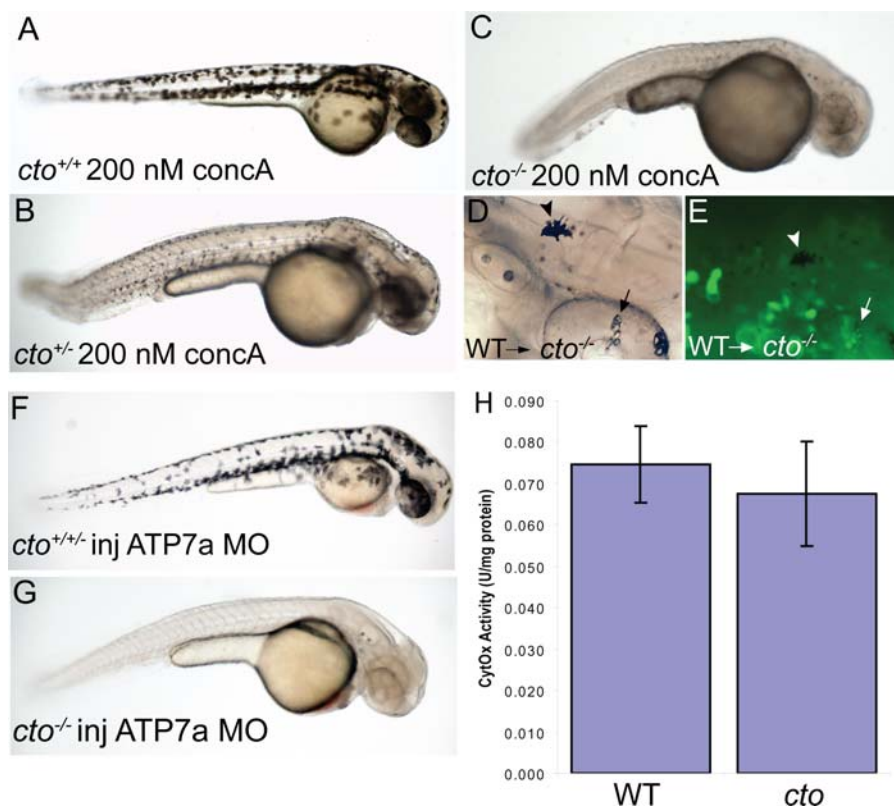 A
cto+/+ 200 nM concA
B
cto+/- 200 nM concA
C
cto-/- 200 nM concA
D
WT→ cto-/-
E
WT→ cto-/-
F
cto+/+/- inj ATP7a MO
G
cto-/- inj ATP7a MO
H
CytOx Activity (U/mg protein)
0.090
0.080
0.070
0.060
0.050
0.040
0.030
0.020
0.010
0.000
WT
cto